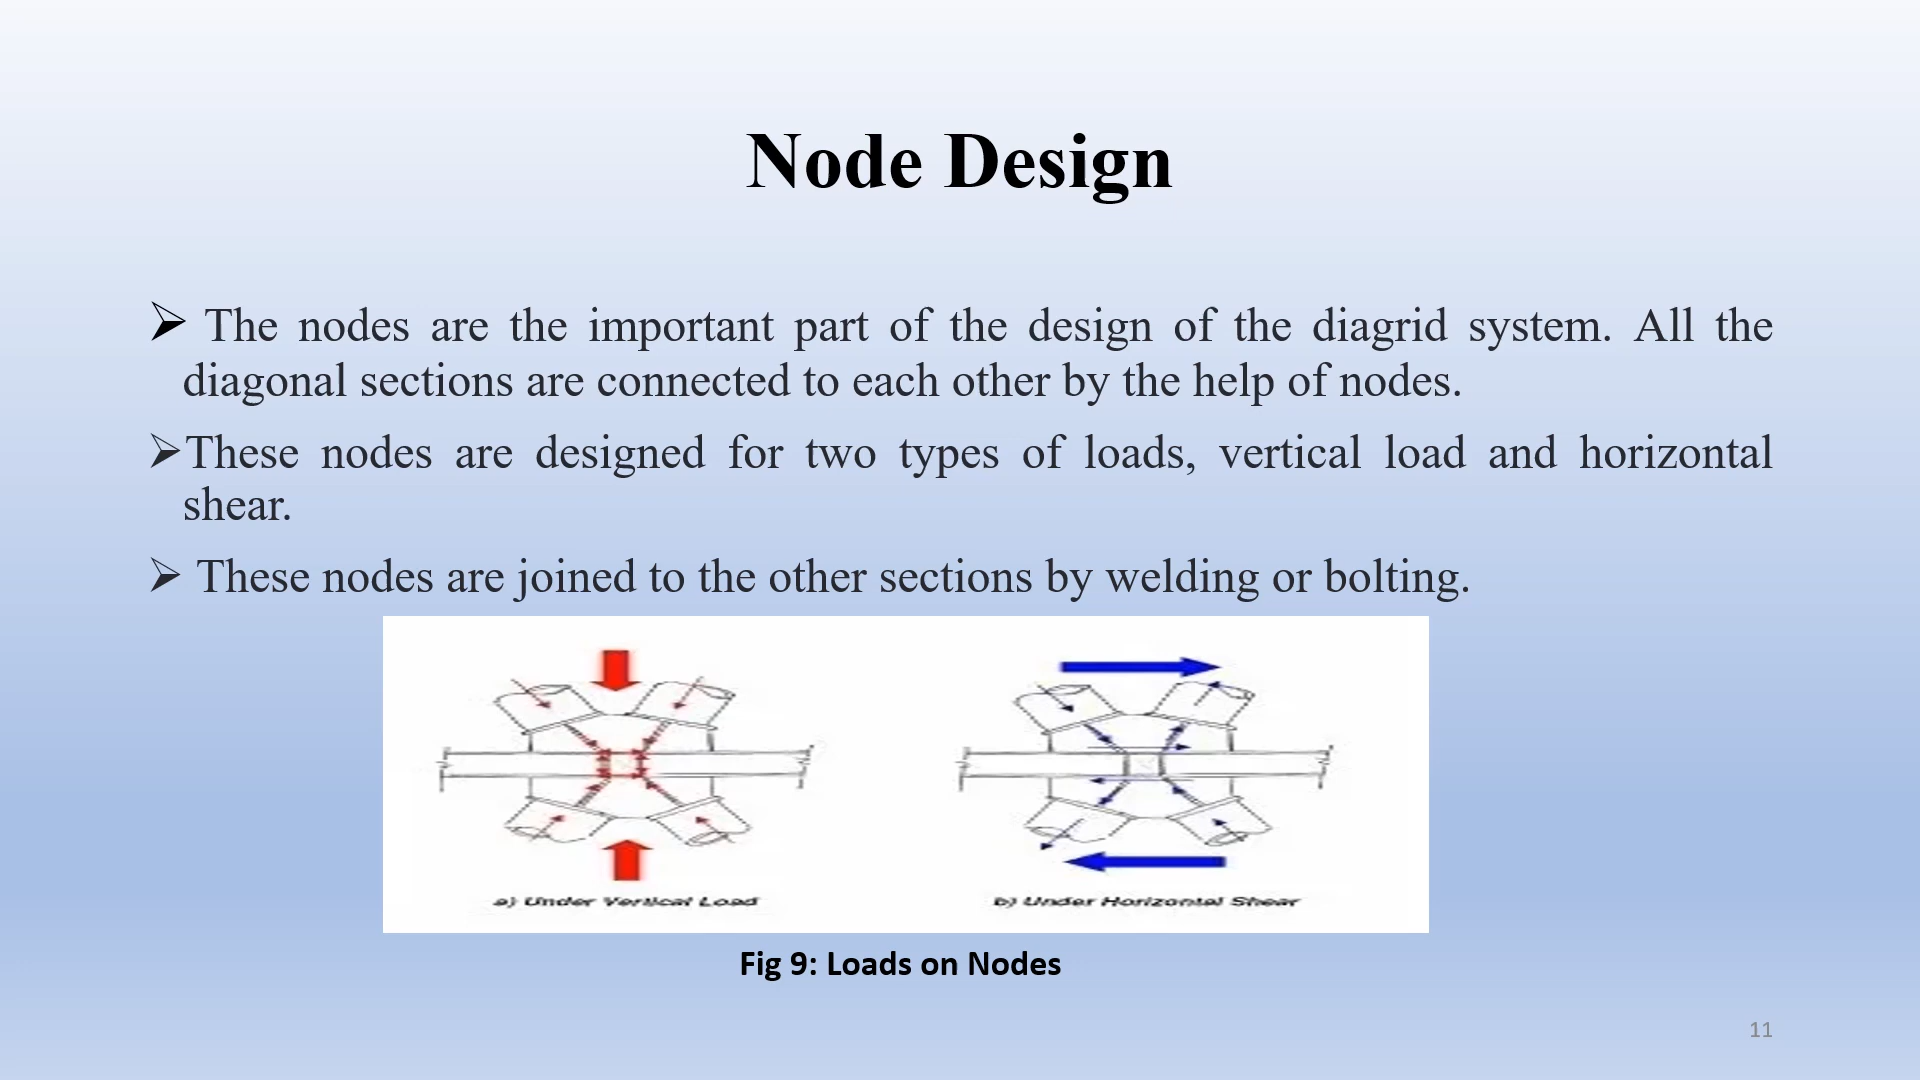 Node Design
➢ The nodes are the important part of the design of the diagrid system. All the
diagonal sections are connected to each other by the help of nodes.
➢These nodes are designed for two types of loads, vertical load and horizontal
shear.
➢ These nodes are joined to the other sections by welding or bolting.
a) Under Vertical Load
b) Under Horizontal Shear
Fig 9: Loads on Nodes
11